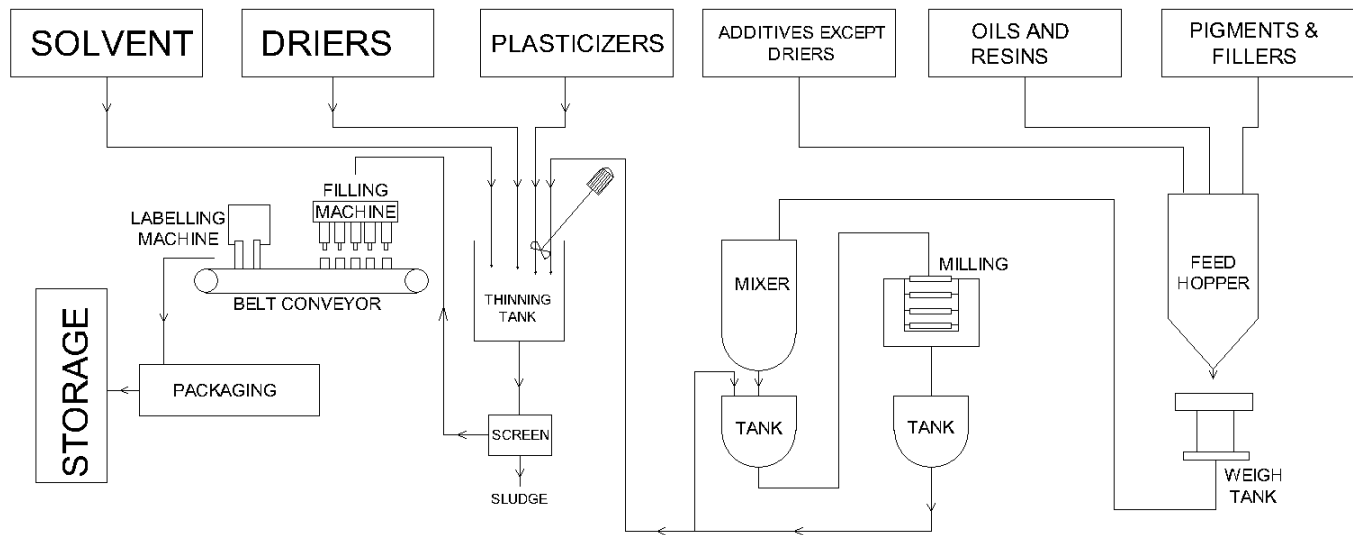 SOLVENT
DRIERS
PLASTICIZERS
ADDITIVES EXCEPT
DRIERS
OILS AND
RESINS
PIGMENTS &
FILLERS
FILLING
MACHINE
LABELLING
MACHINE
BELT CONVEYOR
THINNING
TANK
MIXER
MILLING
FEED
HOPPER
STORAGE
PACKAGING
SCREEN
SLUDGE
TANK
TANK
WEIGH
TANK